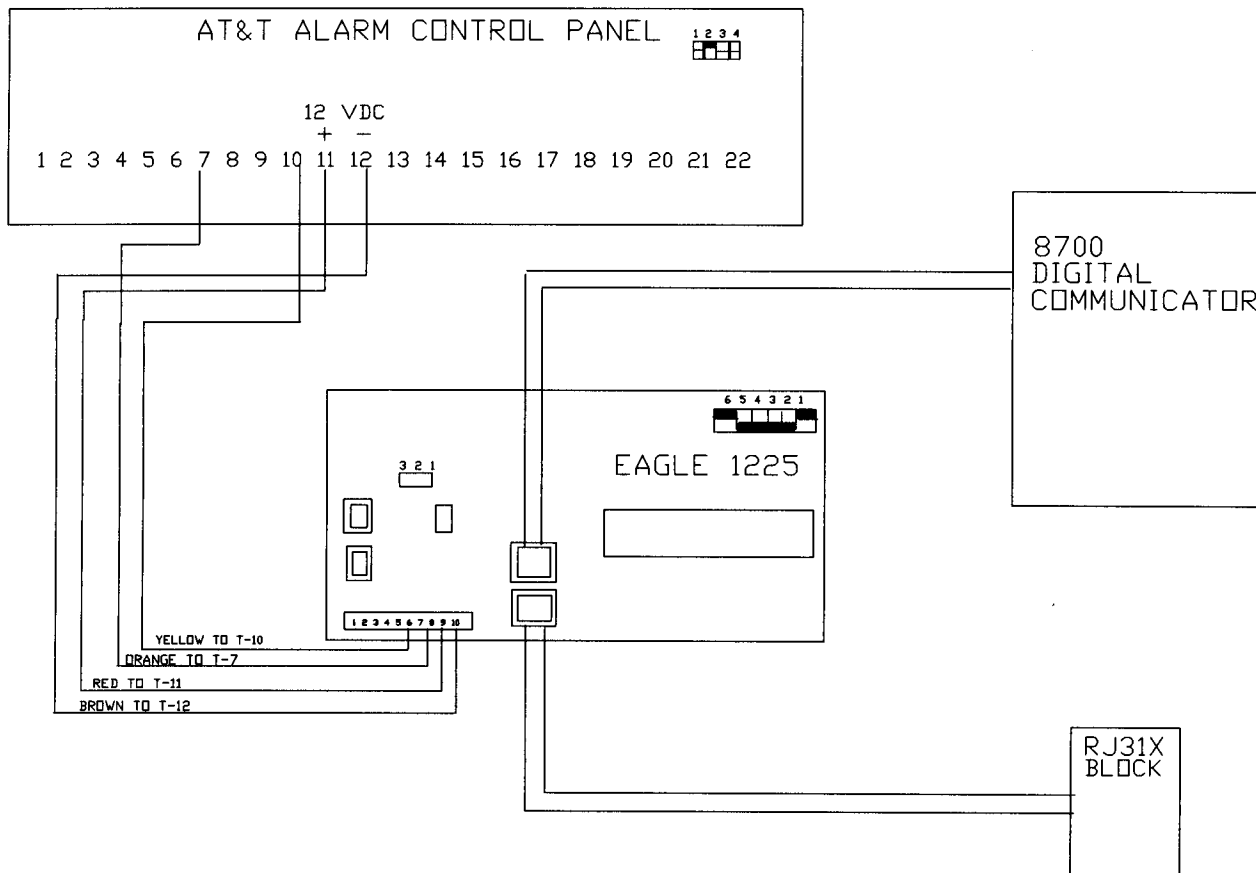 AT&T ALARM CONTROL PANEL
1 2 3 4
12 VDC
+ -
1 2 3 4 5 6 7 8 9 10 11 12 13 14 15 16 17 18 19 20 21 22
8700
DIGITAL
COMMUNICATOR
6 5 4 3 2 1
EAGLE 1225
3 2 1
1 2 3 4 5 6 7 8 9 10
YELLOW TO T-10
ORANGE TO T-7
RED TO T-11
BROWN TO T-12
RJ31X
BLOCK